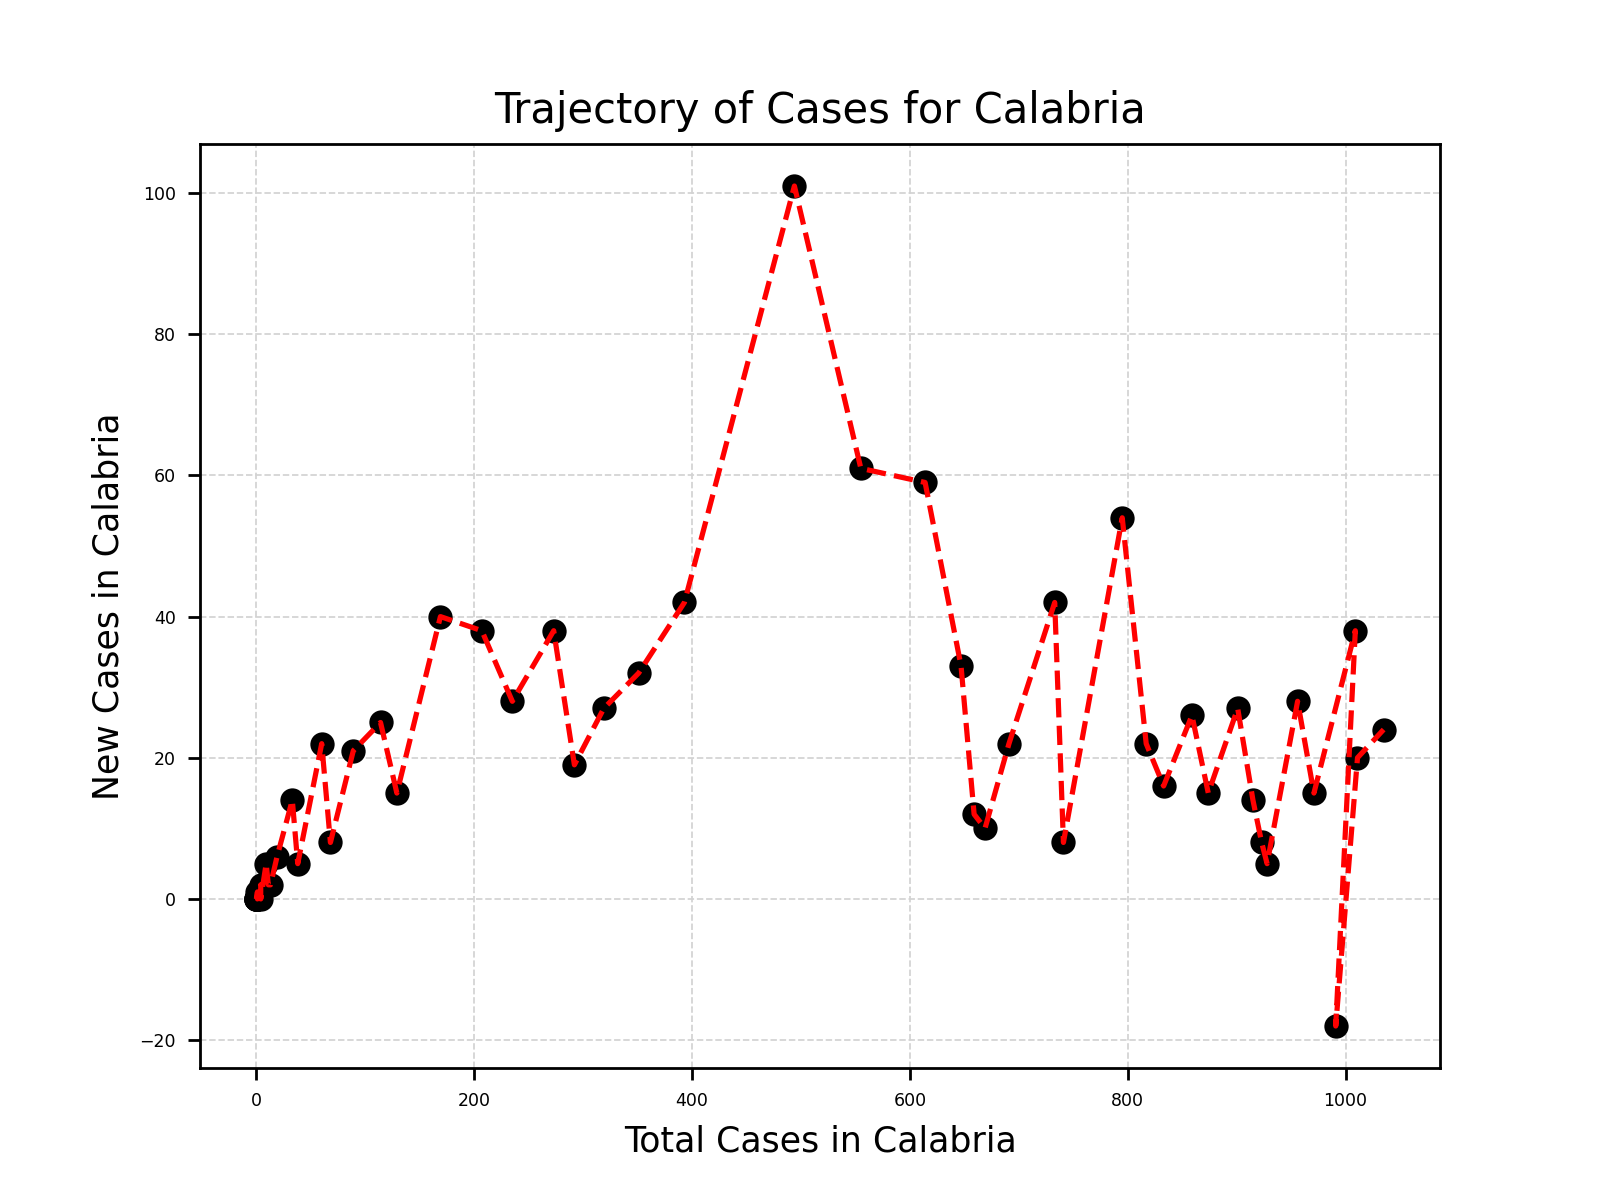 Trajectory of Cases for Calabria
100
80
60
40
20
0
−20
New Cases in Calabria
0 200 400 600 800 1000
Total Cases in Calabria